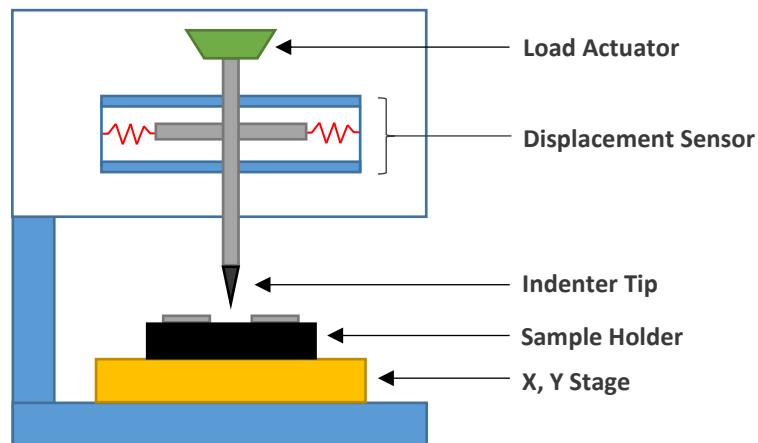 Load Actuator
Displacement Sensor
Indenter Tip
Sample Holder
X, Y Stage